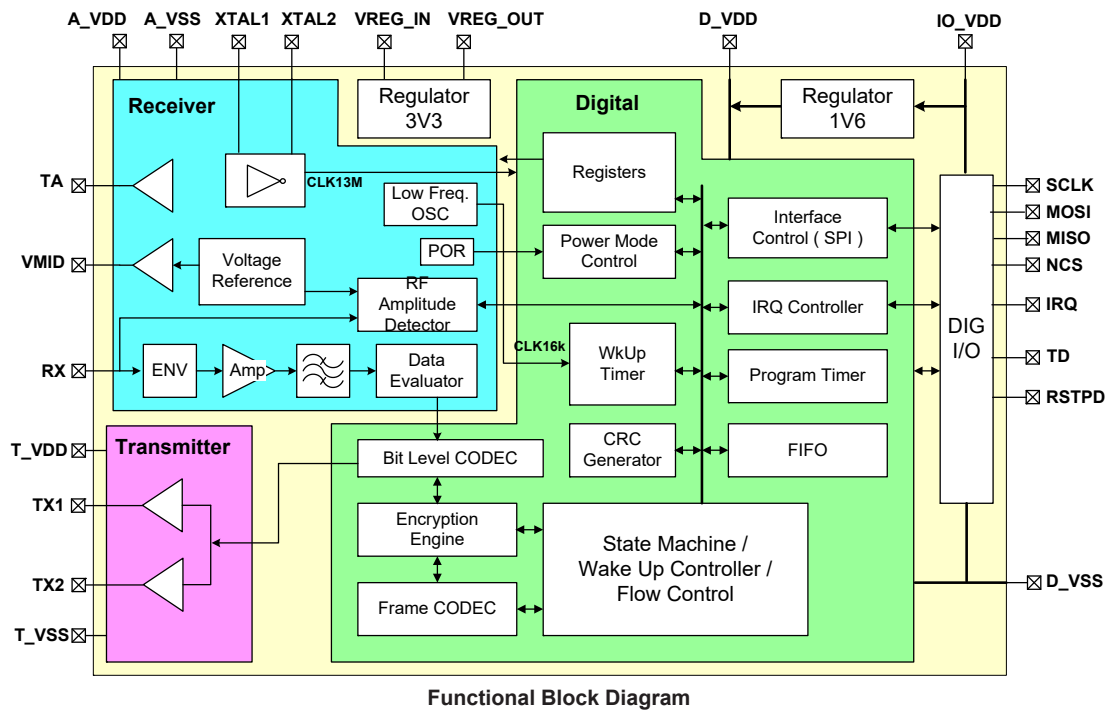 A_VDD
A_VSS
XTAL1
XTAL2
VREG_IN
VREG_OUT
D_VDD
IO_VDD
Receiver
Regulator
3V3
Digital
Regulator
1V6
TA
CLK13M
Registers
SCLK
MOSI
MISO
NCS
IRQ
TD
RSTPD
Low Freq.
OSC
Interface
Control ( SPI )
POR
Power Mode
Control
VMID
Voltage
Reference
RF
Amplitude
Detector
IRQ Controller
DIG
I/O
CLK16k
RX
ENV
Amp
Data
Evaluator
WkUp
Timer
Program Timer
T_VDD
Transmitter
Bit Level CODEC
CRC
Generator
FIFO
TX1
Encryption
Engine
State Machine /
Wake Up Controller /
Flow Control
TX2
Frame CODEC
D_VSS
T_VSS
Functional Block Diagram